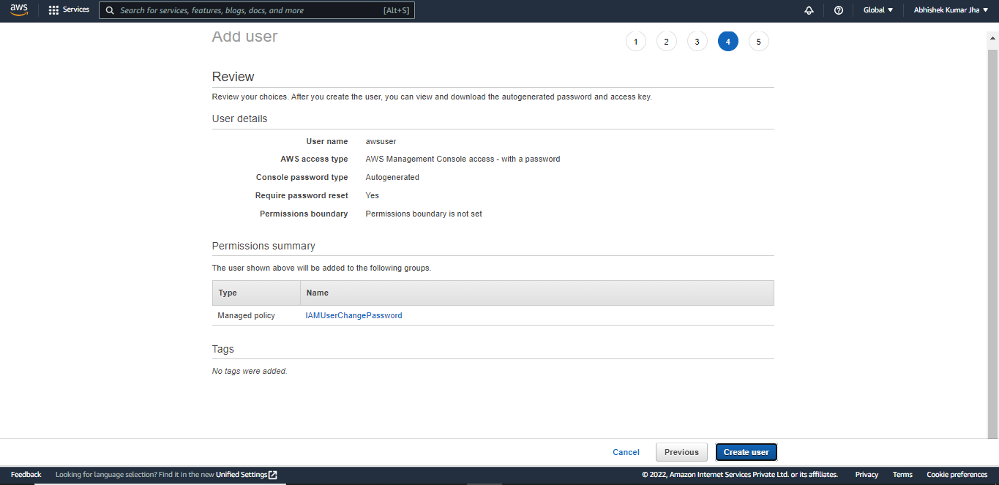 aws
Services
Search for services, features, blogs, docs, and more [Alt+S]
Global
Abhishek Kumar Jha
Add user
1 2 3 4 5
Review
Review your choices. After you create the user, you can view and download the autogenerated password and access key.
User details
User name awsuser
AWS access type AWS Management Console access - with a password
Console password type Autogenerated
Require password reset Yes
Permissions boundary Permissions boundary is not set
Permissions summary
The user shown above will be added to the following groups.
Type Name
Managed policy IAMUserChangePassword
Tags
No tags were added.
Cancel Previous Create user
Feedback Looking for language selection? Find it in the new Unified Settings © 2022, Amazon Internet Services Private Ltd. or its affiliates. Privacy Terms Cookie preferences